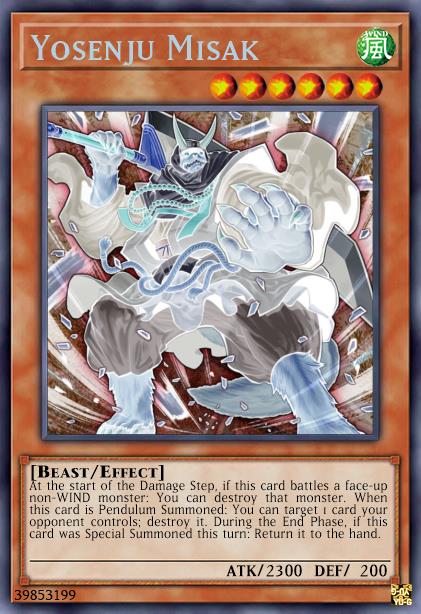 YOSENJU MISAK
WIND
風
[BEAST/EFFECT]
At the start of the Damage Step, if this card battles a face-up
non-WIND monster: You can destroy that monster. When
this card is Pendulum Summoned: You can target 1 card your
opponent controls; destroy it. During the End Phase, if this
card was Special Summoned this turn: Return it to the hand.
ATK/2300 DEF/ 200
39853199